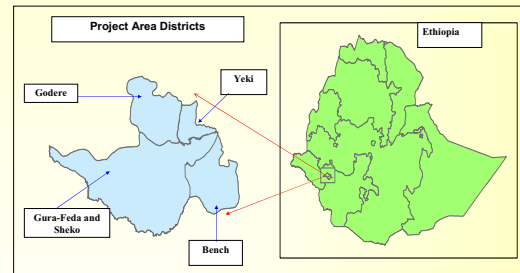 Project Area Districts
Ethiopia
Yeki
Godere
Gura-Feda and
Sheko
Bench